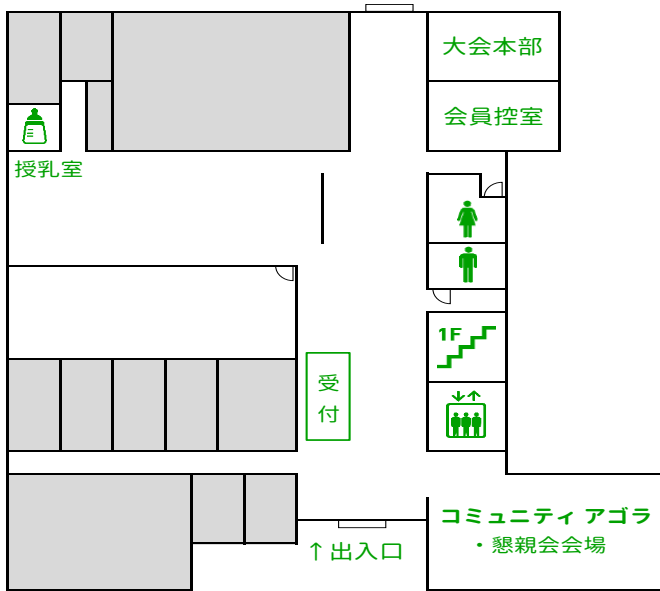 大会本部
会員控室
授乳室
1F
受
付
コミュニティ アゴラ
・懇親会会場
↑出入口